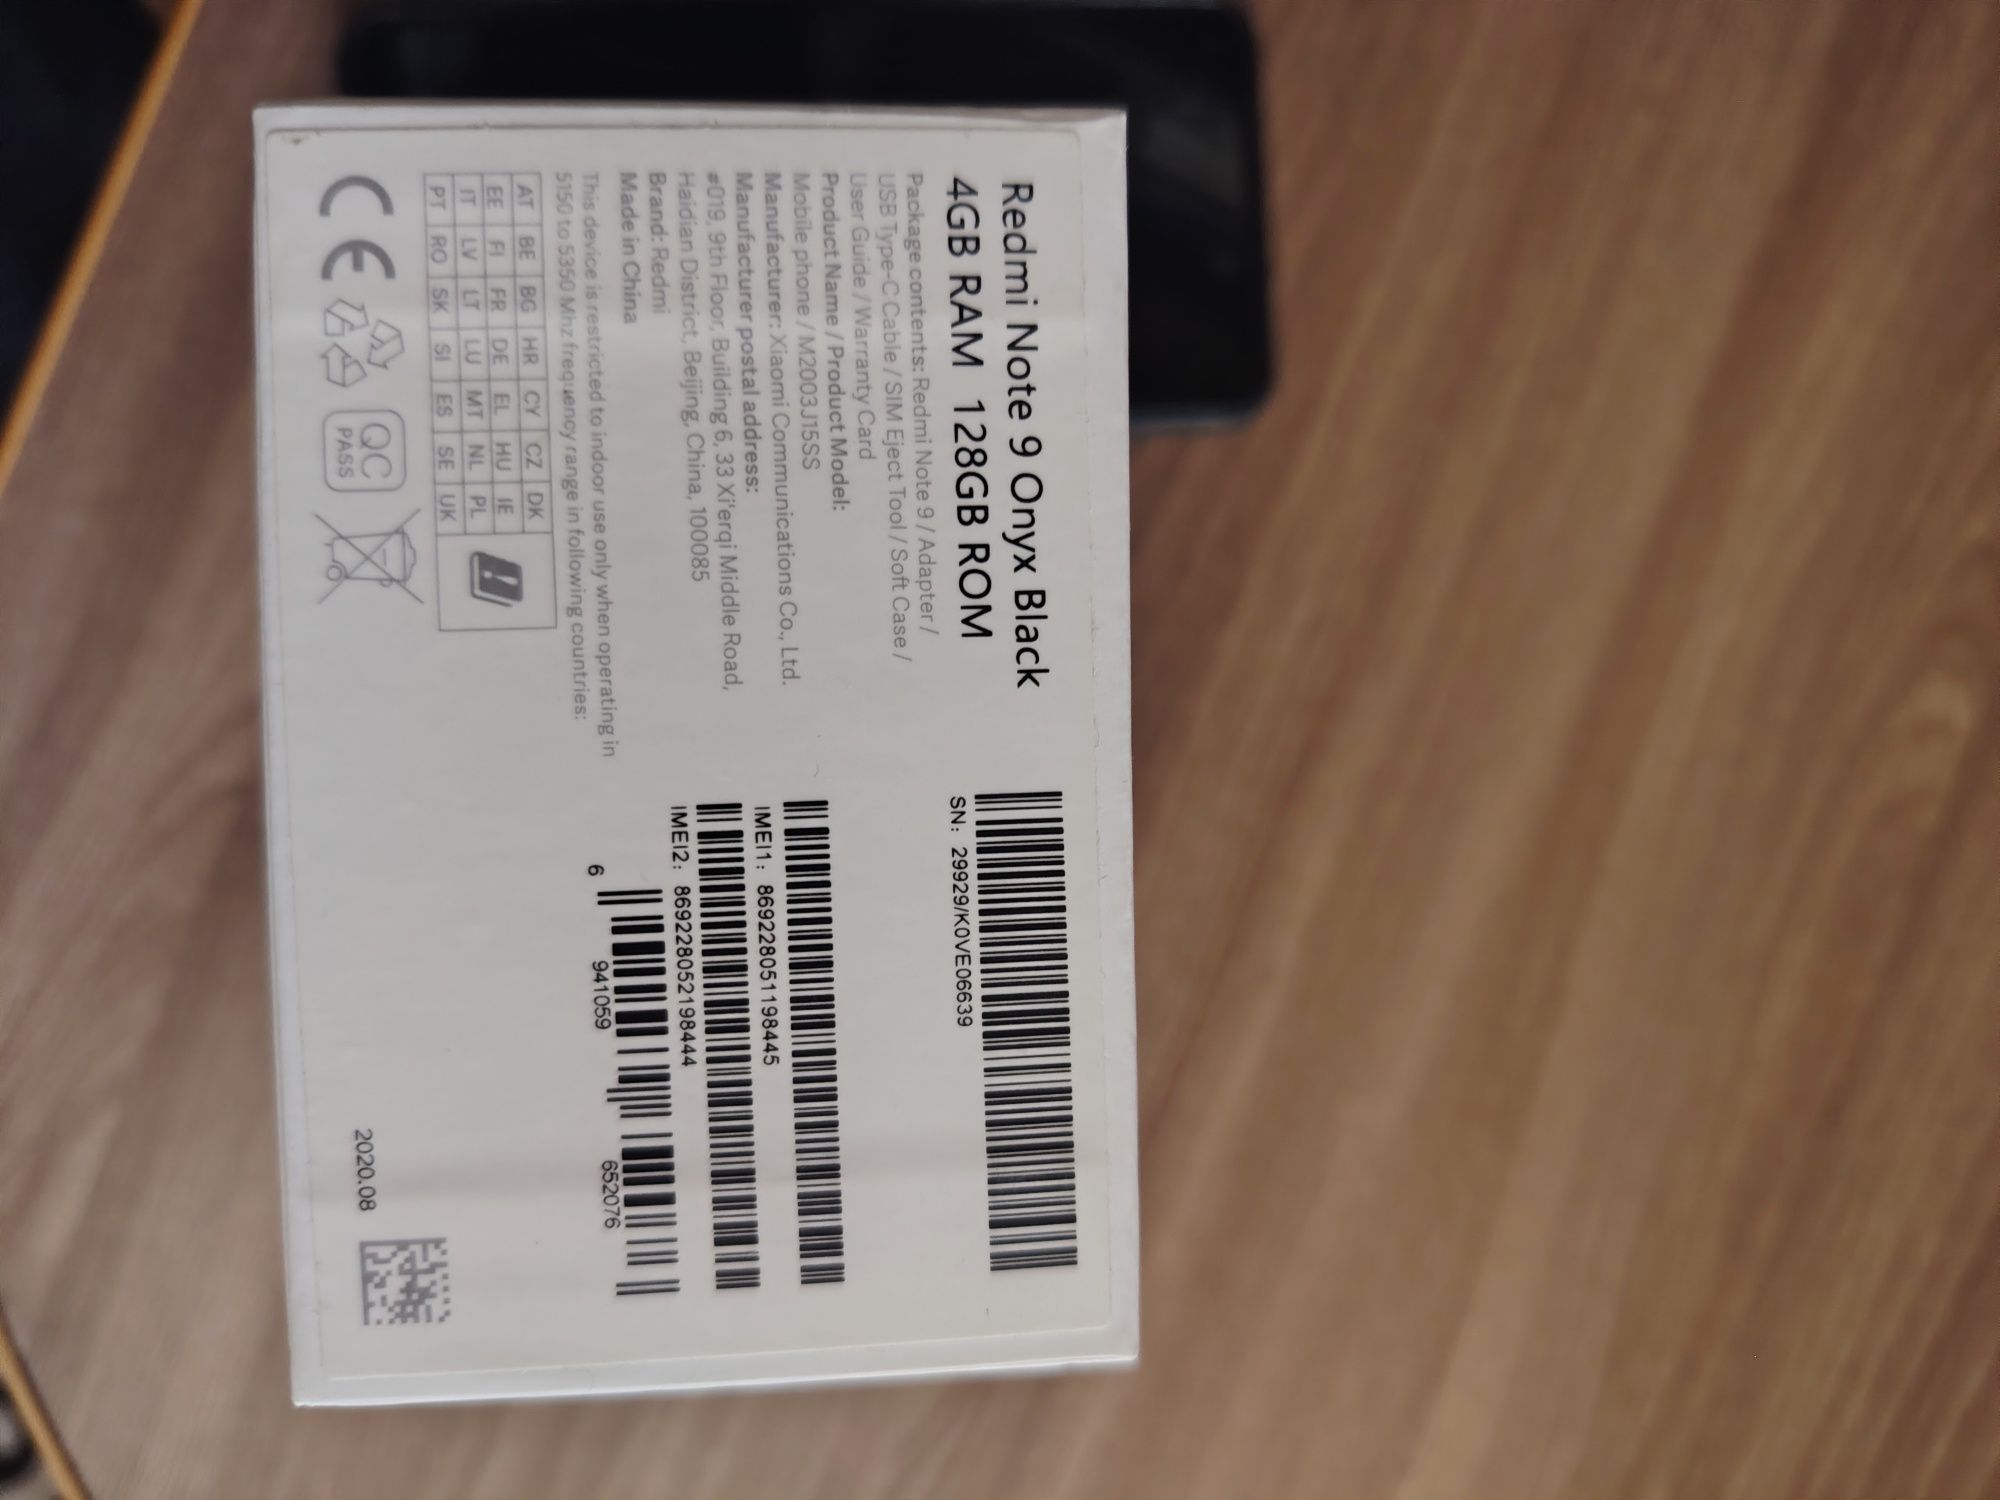 Redmi Note 9 Onyx Black
4GB RAM 128GB ROM
Package contents: Redmi Note 9 / Adapter /
USB Type-C Cable / SIM Eject Tool / Soft Case /
User Guide / Warranty Card
Product Name / Product Model:
Mobile phone / M2003J15SS
Manufacturer: Xiaomi Communications Co., Ltd.
Manufacturer postal address:
#019, 9th Floor, Building 6, 33 Xi'erqi Middle Road,
Haidian District, Beijing, China, 100085
Brand: Redmi
Made in China
This device is restricted to indoor use only when operating in
5150 to 5350 Mhz frequency range in following countries:
AT BE BG HR CY CZ DK
EE FI FR DE EL HU IE
IT LV LT LU MT NL PL
PT RO SK SI ES SE UK
CE
QC
PASS
SN: 29929/K0VE06639
IMEI1: 869228051198445
IMEI2: 869228052198444
6 941059 652076
2020.08